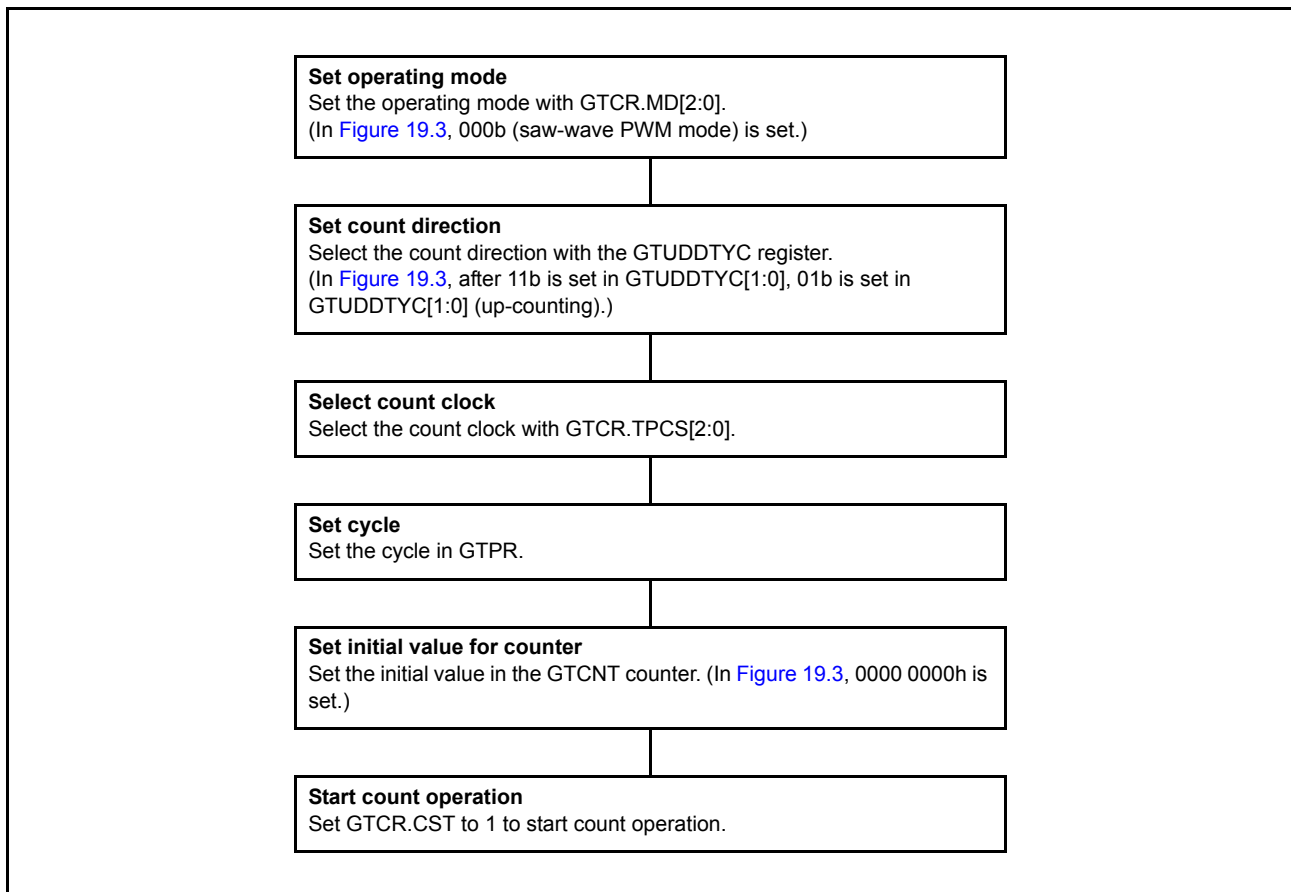 Set operating mode
Set the operating mode with GTCR.MD[2:0].
(In Figure 19.3, 000b (saw-wave PWM mode) is set.)
Set count direction
Select the count direction with the GTUDDTYC register.
(In Figure 19.3, after 11b is set in GTUDDTYC[1:0], 01b is set in
GTUDDTYC[1:0] (up-counting).)
Select count clock
Select the count clock with GTCR.TPCS[2:0].
Set cycle
Set the cycle in GTPR.
Set initial value for counter
Set the initial value in the GTCNT counter. (In Figure 19.3, 0000 0000h is
set.)
Start count operation
Set GTCR.CST to 1 to start count operation.